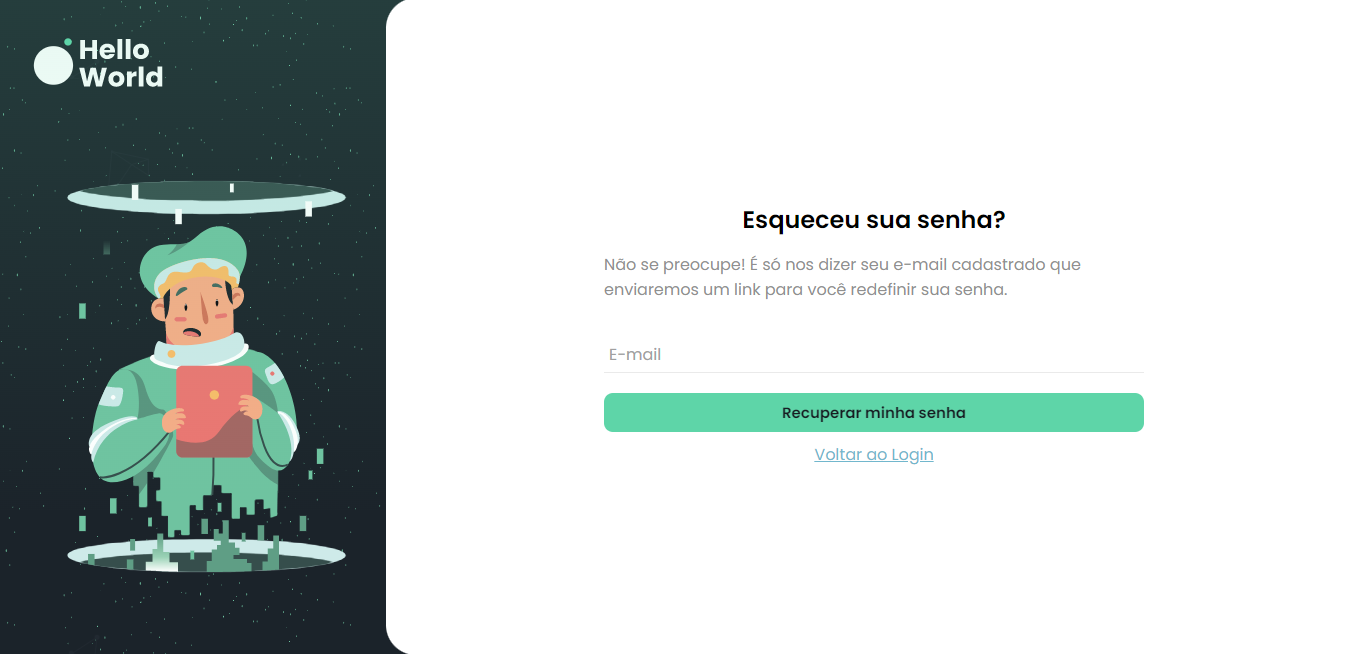 Hello
World
Esqueceu sua senha?
Não se preocupe! É só nos dizer seu e-mail cadastrado que
enviaremos um link para você redefinir sua senha.
E-mail
Recuperar minha senha
Voltar ao Login